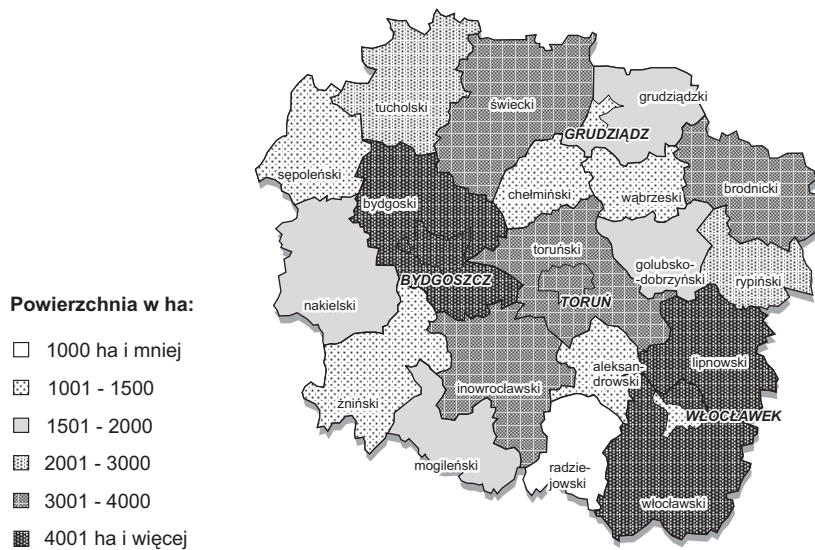 grudziądzki
tucholski
świecki
GRUDZIĄDZ
sępoleński
bydgoski
chełmiński
wąbrzeski
brodnicki
toruński
golubsko-
-dobrzyński
rypiński
BYDGOSZCZ
nakielski
TORUŃ
Powierzchnia w ha:
1000 ha i mniej
1001 - 1500
1501 - 2000
2001 - 3000
3001 - 4000
4001 ha i więcej
aleksan-
drowski
lipnowski
inowrocławski
żniński
WŁOCŁAWEK
mogileński
radzie-
jowski
włocławski